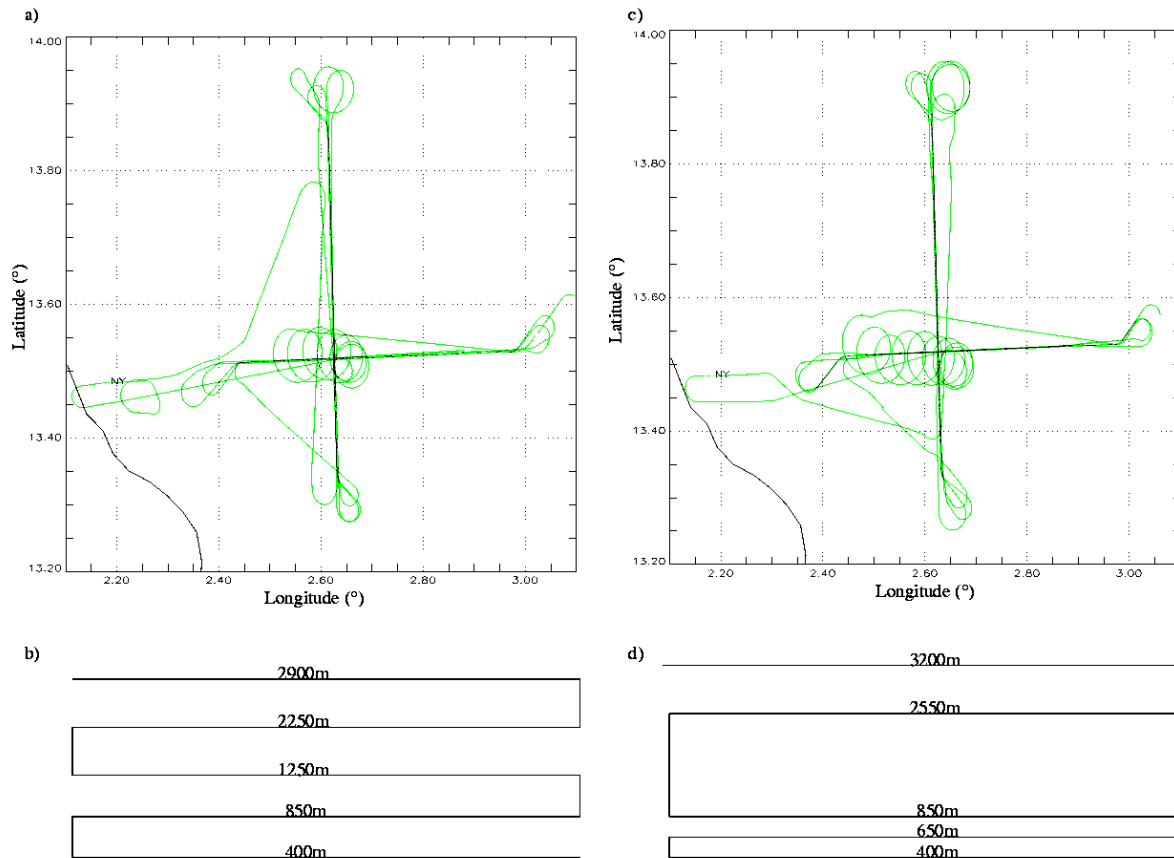 a)
14.00
13.80
13.60
13.40
13.20
Latitude (°)
NY
2.20
2.40
2.60
2.80
3.00
Longitude (°)
c)
14.00
13.80
13.60
13.40
13.20
Latitude (°)
NY
2.20
2.40
2.60
2.80
3.00
Longitude (°)
b)
2900m
2250m
1250m
850m
400m
d)
3200m
2550m
850m
650m
400m